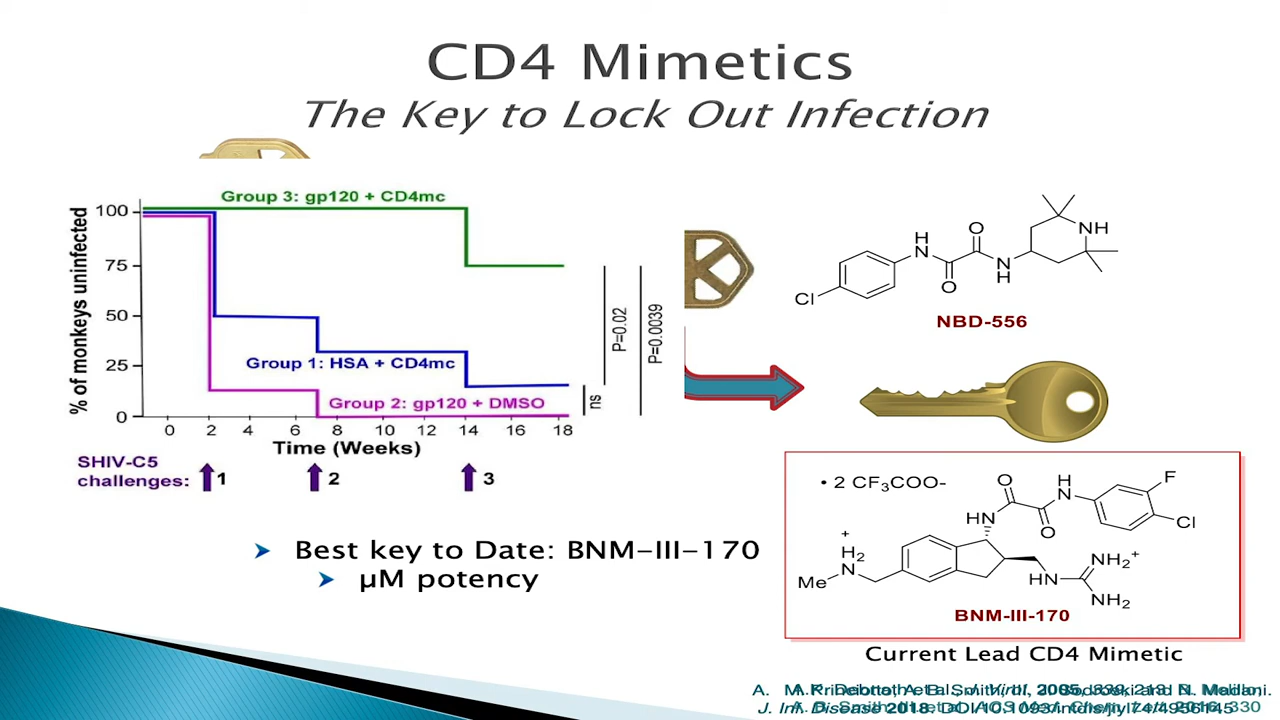 CD4 Mimetics
The Key to Lock Out Infection
Group 3: gp120 + CD4mc
% of monkeys uninfected
100
75
50
25
0
Group 1: HSA + CD4mc
Group 2: gp120 + DMSO
ns
P=0.02
P=0.0039
0 2 4 6 8 10 12 14 16 18
Time (Weeks)
SHIV-C5
challenges: 1 2 3
H
N
O
O
N
H
NH
Cl
NBD-556
• 2 CF3COO-
O
H
N
F
HN
O
Cl
+
H2
N
Me
HN
NH2+
NH2
BNM-III-170
Current Lead CD4 Mimetic
Best key to Date: BNM-III-170
µM potency
A.
J. Inf. Disease 2018.